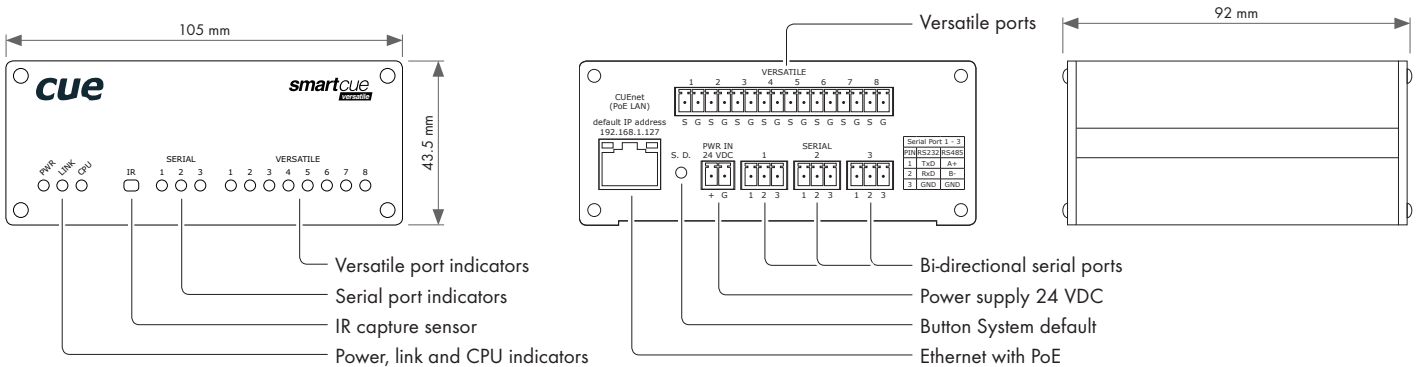 105 mm
cue
smartcue
versatile
43.5 mm
PWR LINK CPU
IR
SERIAL
1 2 3
VERSATILE
1 2 3 4 5 6 7 8
Versatile port indicators
Serial port indicators
IR capture sensor
Power, link and CPU indicators
Versatile ports
VERSATILE
1 2 3 4 5 6 7 8
S G S G S G S G S G S G S G S G
CUEnet
(PoE LAN)
default IP address
192.168.1.127
S. D.
PWR IN
24 VDC
+ G
SERIAL
1 2 3
1 2 3 1 2 3 1 2 3
Serial Port 1 - 3
PIN RS232 RS485
1 TxD A+
2 RxD B-
3 GND GND
Bi-directional serial ports
Power supply 24 VDC
Button System default
Ethernet with PoE
92 mm